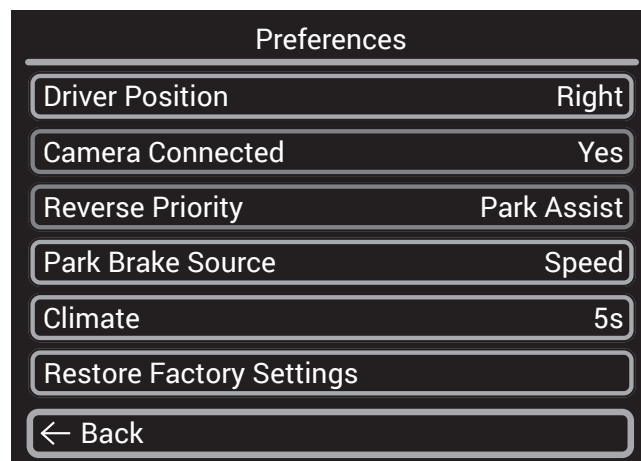 Preferences
Driver Position Right
Camera Connected Yes
Reverse Priority Park Assist
Park Brake Source Speed
Climate 5s
Restore Factory Settings
← Back